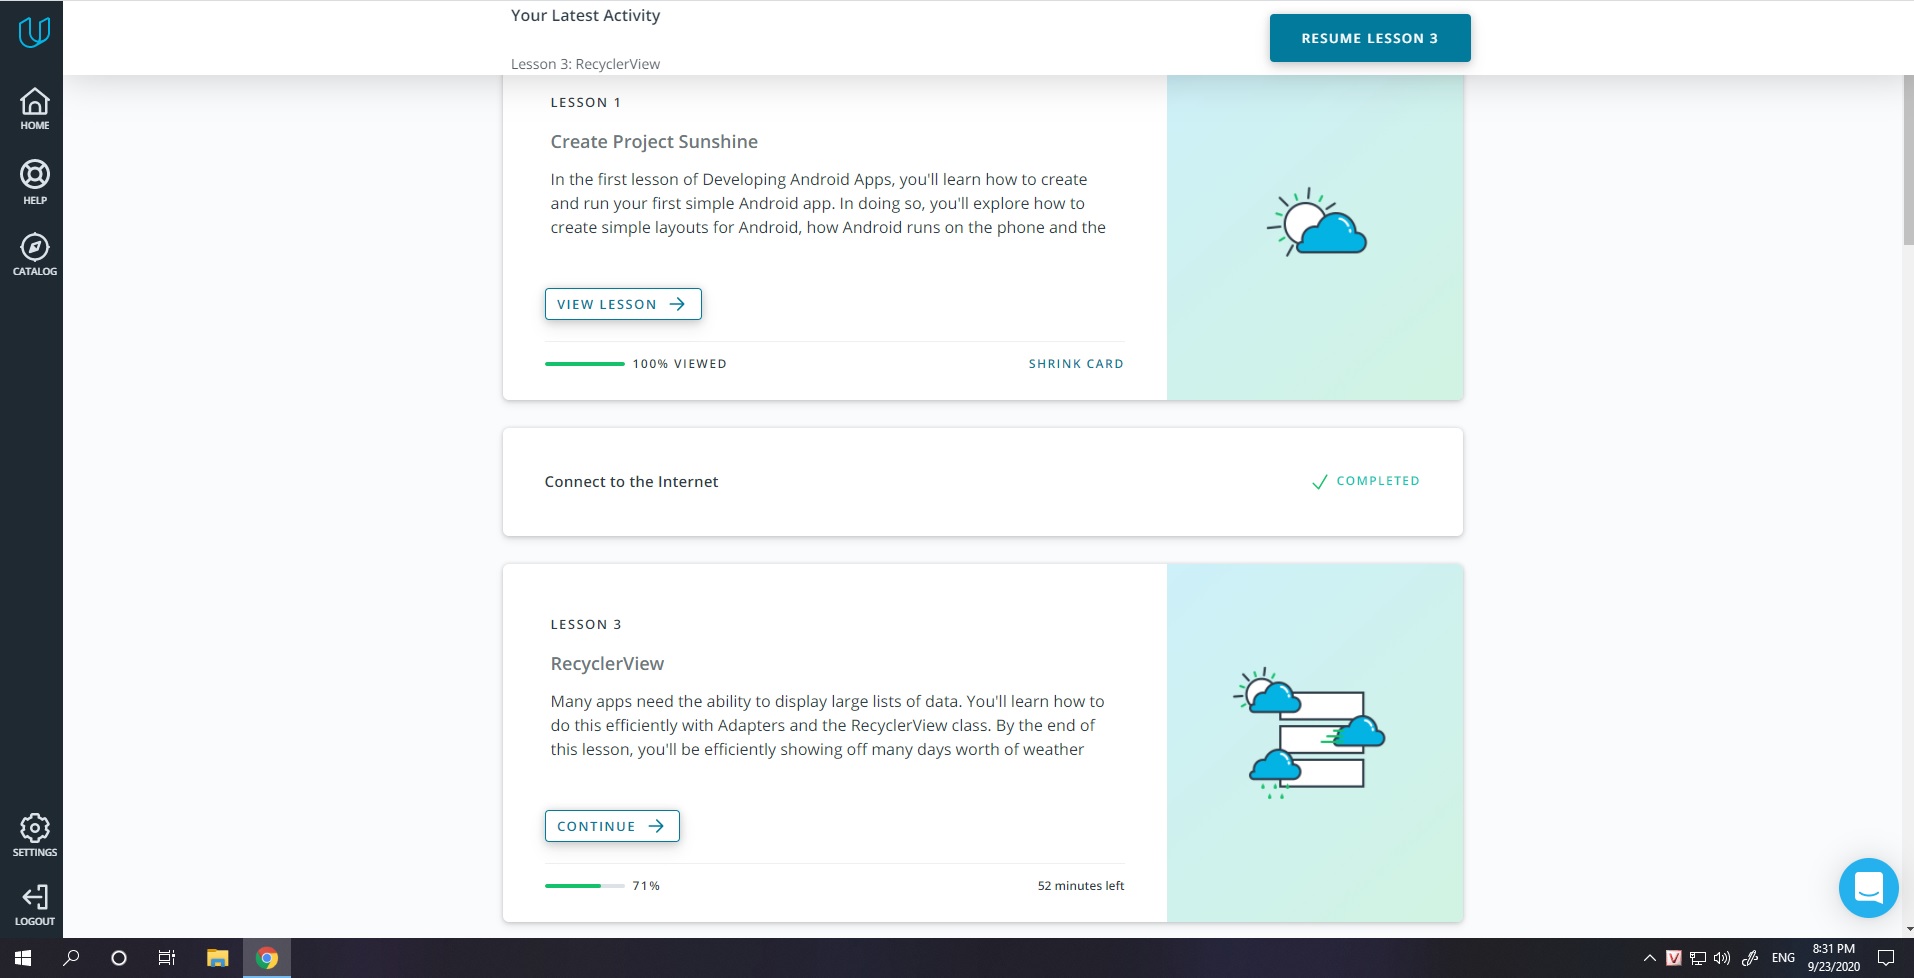 Your Latest Activity
RESUME LESSON 3
Lesson 3: RecyclerView
HOME
HELP
CATALOG
SETTINGS
LOGOUT
LESSON 1
Create Project Sunshine
In the first lesson of Developing Android Apps, you'll learn how to create
and run your first simple Android app. In doing so, you'll explore how to
create simple layouts for Android, how Android runs on the phone and the
VIEW LESSON
100% VIEWED
SHRINK CARD
Connect to the Internet
COMPLETED
LESSON 3
RecyclerView
Many apps need the ability to display large lists of data. You'll learn how to
do this efficiently with Adapters and the RecyclerView class. By the end of
this lesson, you'll be efficiently showing off many days worth of weather
CONTINUE
71%
52 minutes left
V
ENG
8:31 PM
9/23/2020